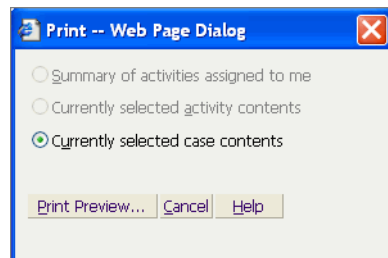 Print -- Web Page Dialog
Summary of activities assigned to me
Currently selected activity contents
Currently selected case contents
Print Preview... Cancel Help